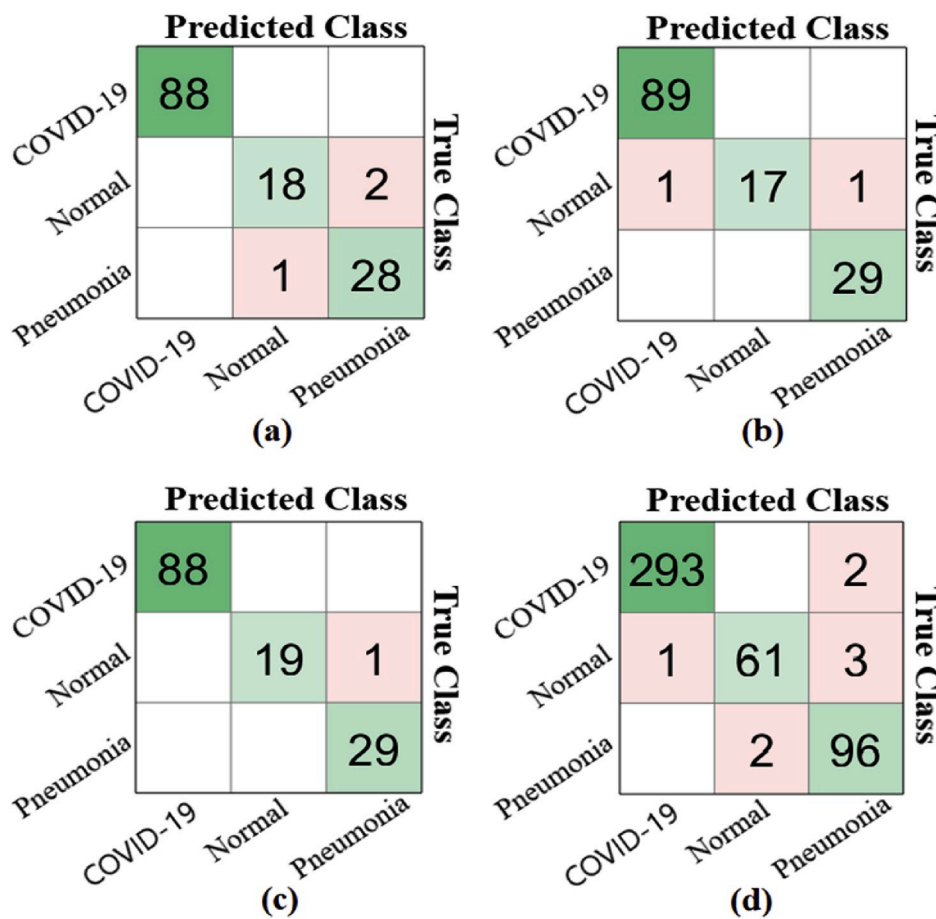 Predicted Class
COVID-19
88
Normal
18 2
Pneumonia
1 28
True Class
COVID-19 Normal Pneumonia
(a)
Predicted Class
COVID-19
89
Normal
1 17 1
Pneumonia
29
True Class
COVID-19 Normal Pneumonia
(b)
Predicted Class
COVID-19
88
Normal
19 1
Pneumonia
29
True Class
COVID-19 Normal Pneumonia
(c)
Predicted Class
COVID-19
293 2
Normal
1 61 3
Pneumonia
2 96
True Class
COVID-19 Normal Pneumonia
(d)